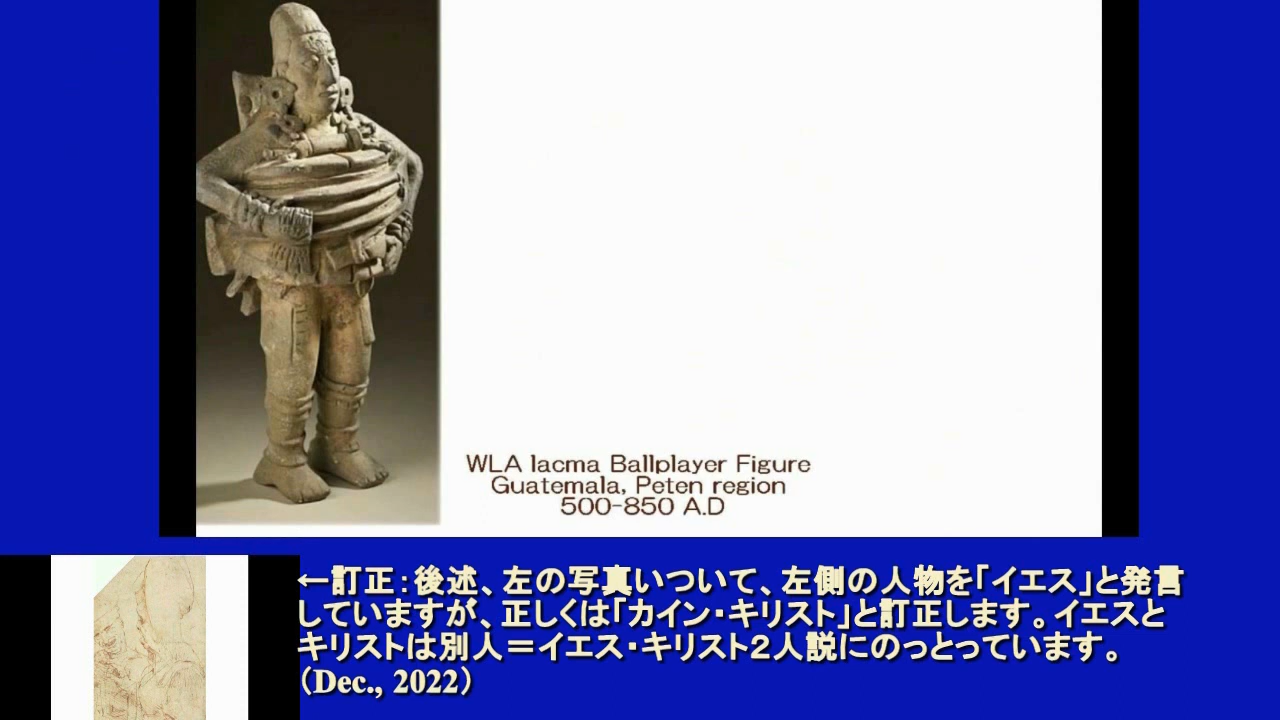 WLA lacma Ballplayer Figure
Guatemala, Peten region
500-850 A.D
←訂正：後述、左の写真いついて、左側の人物を「イエス」と発言
していますが、正しくは「カイン・キリスト」と訂正します。イエスと
キリストは別人＝イエス・キリスト２人説にのっとっています。
（Dec., 2022）